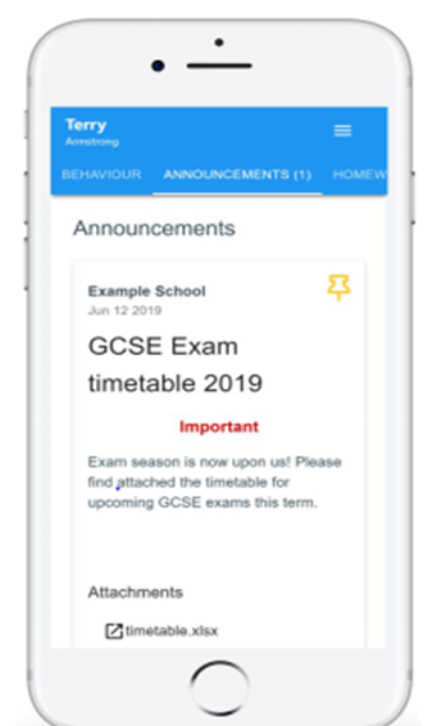 Terry
Armstrong
BEHAVIOUR ANNOUNCEMENTS (1) HOMEW
Announcements
Example School
Jun 12 2019
GCSE Exam
timetable 2019
Important
Exam season is now upon us! Please
find attached the timetable for
upcoming GCSE exams this term.
Attachments
timetable.xlsx